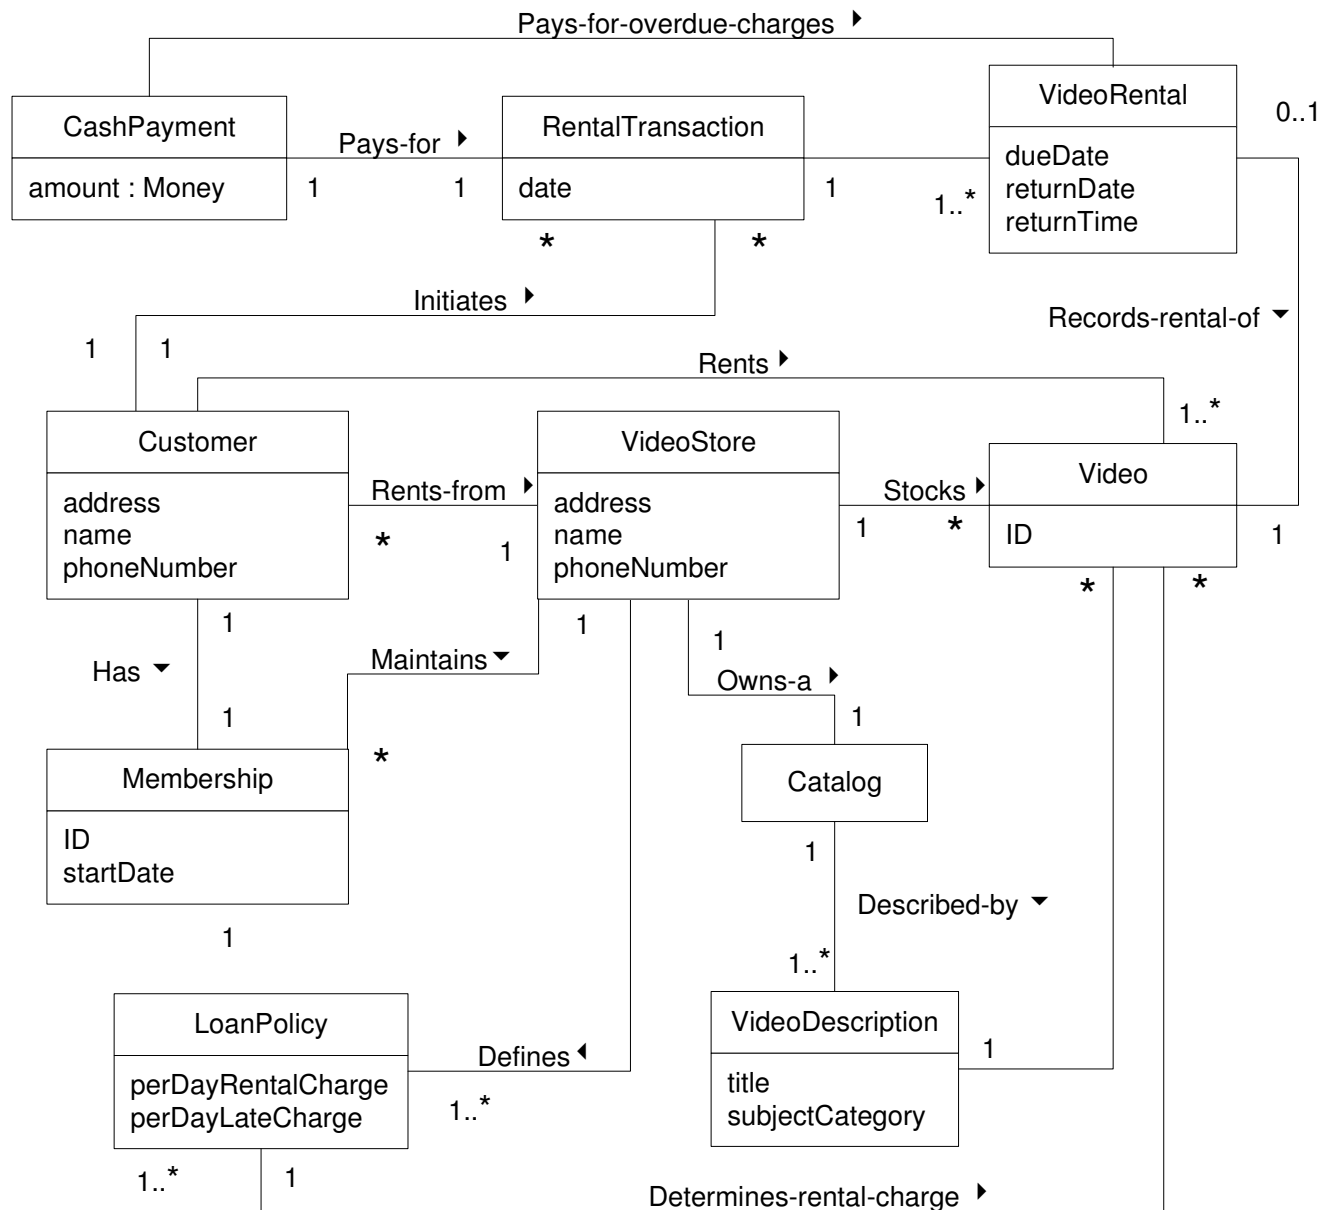 Pays-for-overdue-charges
CashPayment
amount : Money
Pays-for
1
1
RentalTransaction
date
1
1..*
VideoRental
dueDate
returnDate
returnTime
0..1
*
*
Initiates
1
1
Records-rental-of
Rents
1..*
Customer
address
name
phoneNumber
Rents-from
*
1
VideoStore
address
name
phoneNumber
Stocks
1
*
Video
ID
1
*
*
1
Has
1
Maintains
1
*
1
Owns-a
1
Membership
ID
startDate
1
Catalog
1
Described-by
1..*
LoanPolicy
perDayRentalCharge
perDayLateCharge
Defines
1..*
VideoDescription
title
subjectCategory
1
1..*
1
Determines-rental-charge